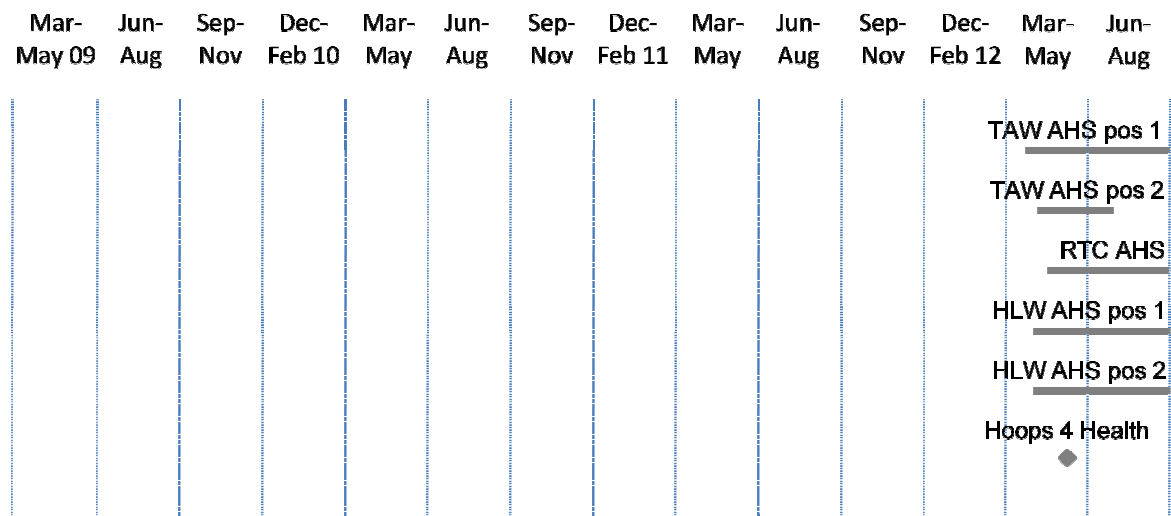 Mar- Jun- Sep- Dec- Mar- Jun- Sep- Dec- Mar- Jun- Sep- Dec- Mar- Jun-
May 09 Aug Nov Feb 10 May Aug Nov Feb 11 May Aug Nov Feb 12 May Aug
TAW AHS pos 1
TAW AHS pos 2
RTC AHS
HLW AHS pos 1
HLW AHS pos 2
Hoops 4 Health